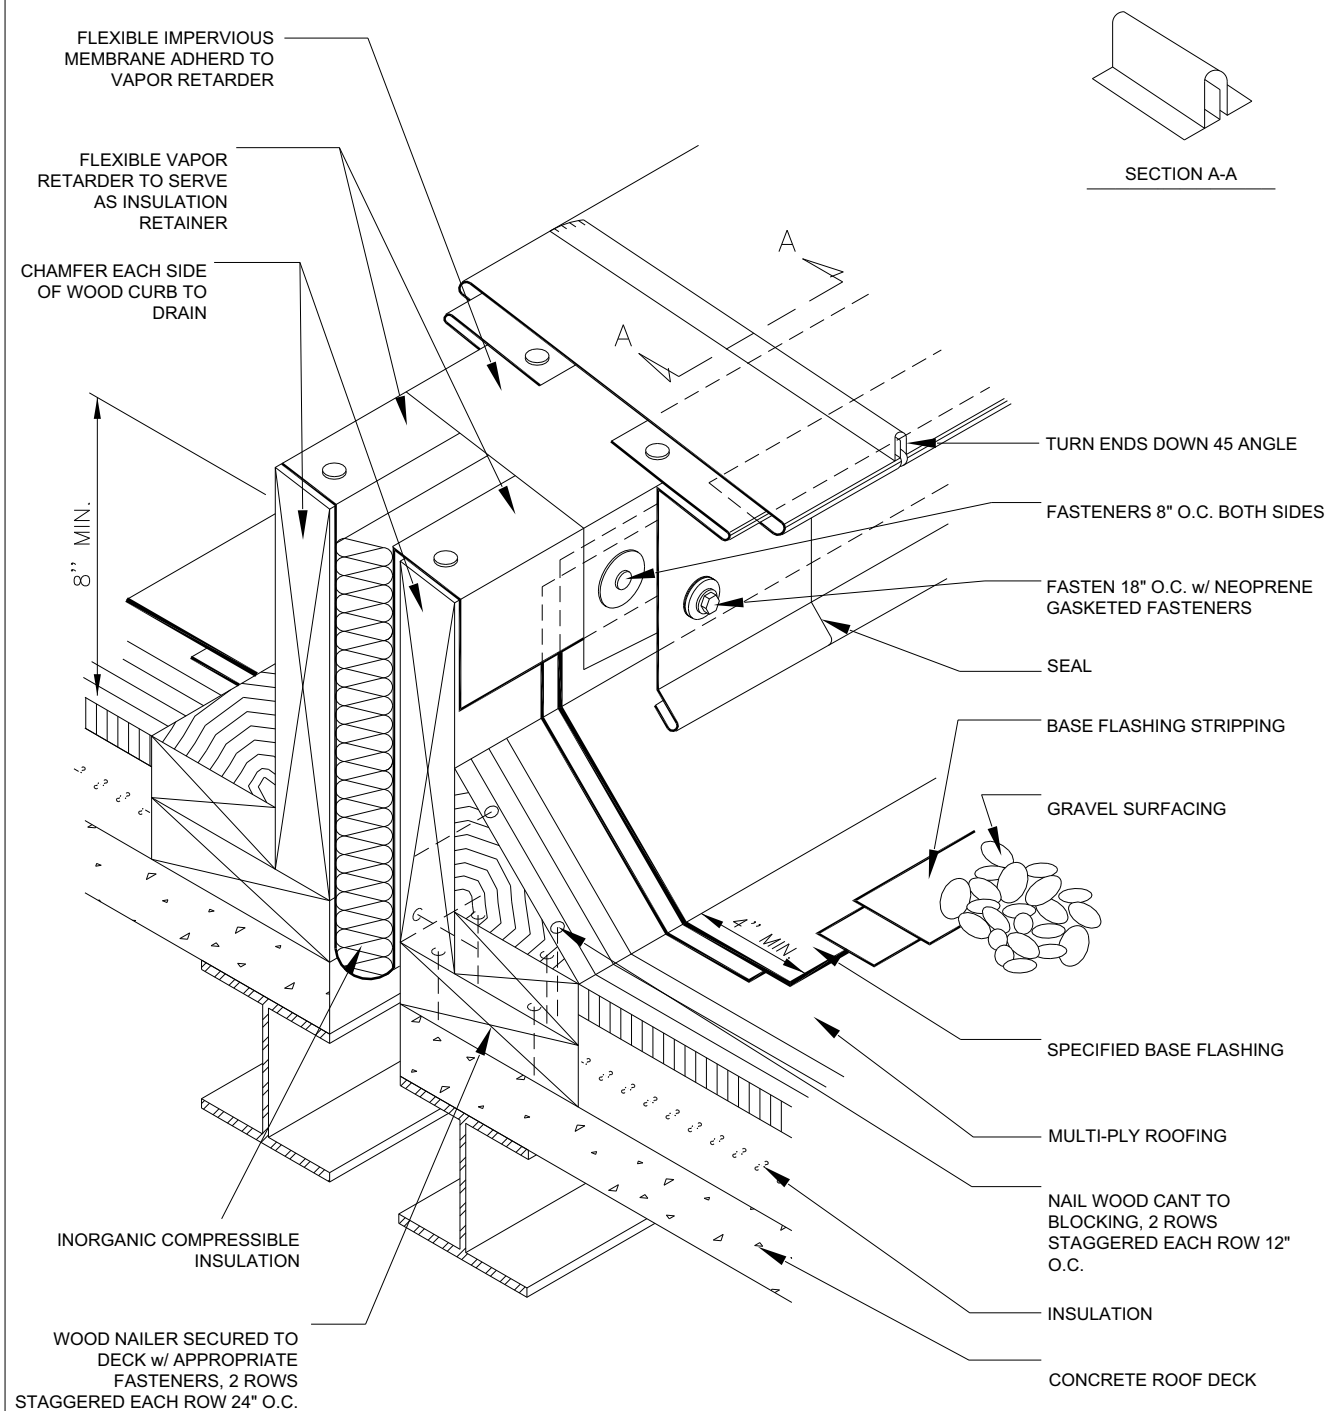 FLEXIBLE IMPERVIOUS
MEMBRANE ADHERD TO
VAPOR RETARDER
SECTION A-A
FLEXIBLE VAPOR
RETARDER TO SERVE
AS INSULATION
RETAINER
CHAMFER EACH SIDE
OF WOOD CURB TO
DRAIN
A
A
8" MIN.
TURN ENDS DOWN 45 ANGLE
FASTENERS 8" O.C. BOTH SIDES
FASTEN 18" O.C. w/ NEOPRENE
GASKETED FASTENERS
SEAL
BASE FLASHING STRIPPING
GRAVEL SURFACING
4" MIN.
SPECIFIED BASE FLASHING
MULTI-PLY ROOFING
NAIL WOOD CANT TO
BLOCKING, 2 ROWS
STAGGERED EACH ROW 12"
O.C.
INSULATION
CONCRETE ROOF DECK
INORGANIC COMPRESSIBLE
INSULATION
WOOD NAILER SECURED TO
DECK w/ APPROPRIATE
FASTENERS, 2 ROWS
STAGGERED EACH ROW 24" O.C.